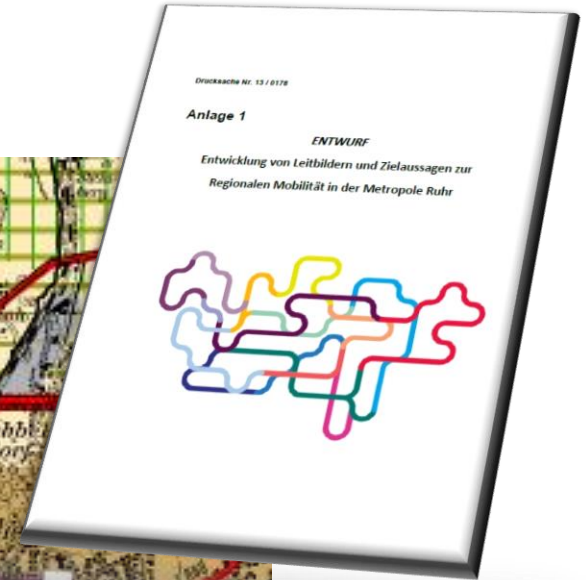 Drucksache Nr. 13 / 0178
Anlage 1
ENTWURF
Entwicklung von Leitbildern und Zielaussagen zur
Regionalen Mobilität in der Metropole Ruhr